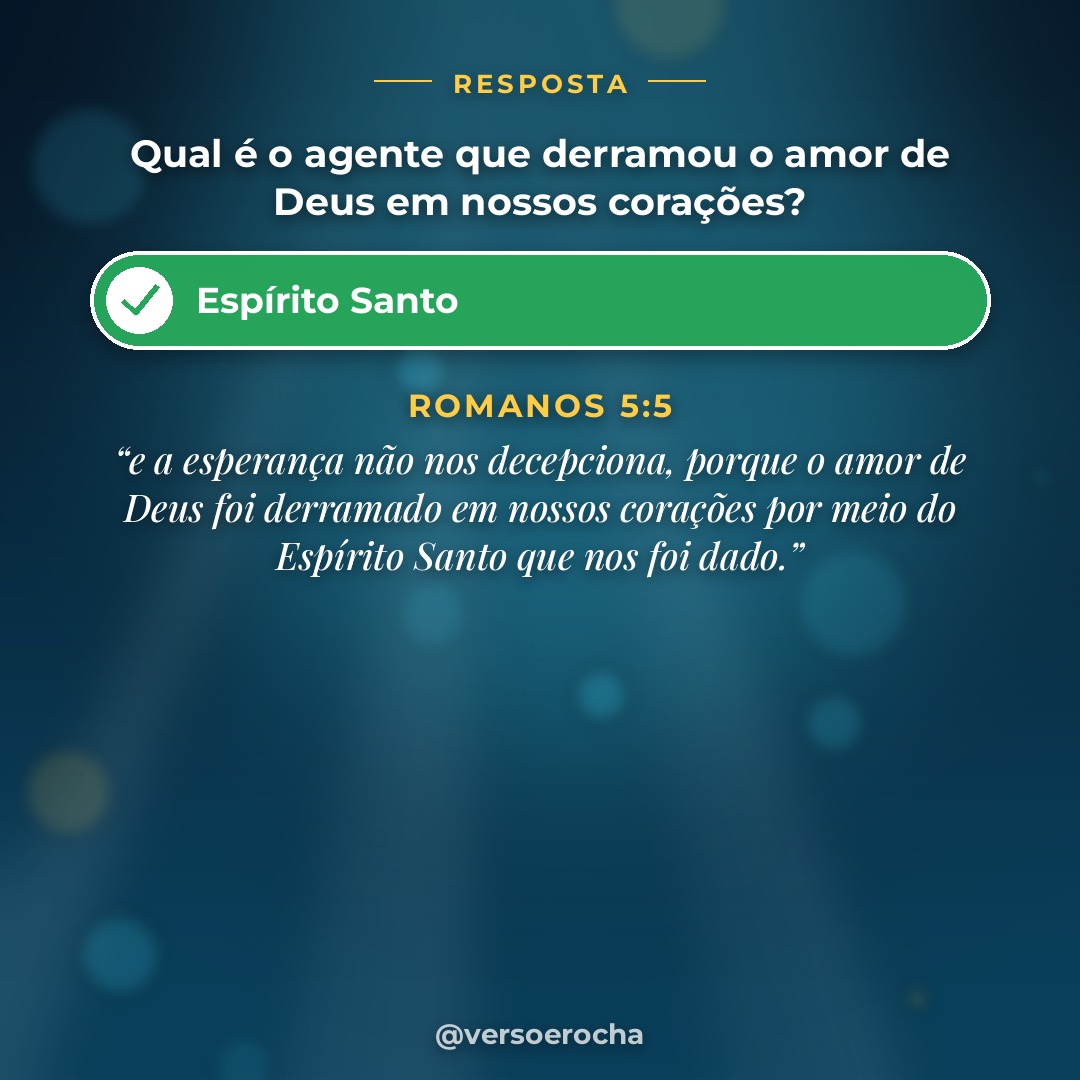 RESPOSTA
Qual é o agente que derramou o amor de
Deus em nossos corações?
Espírito Santo
ROMANOS 5:5
“e a esperança não nos decepciona, porque o amor de
Deus foi derramado em nossos corações por meio do
Espírito Santo que nos foi dado.”
@versoerocha